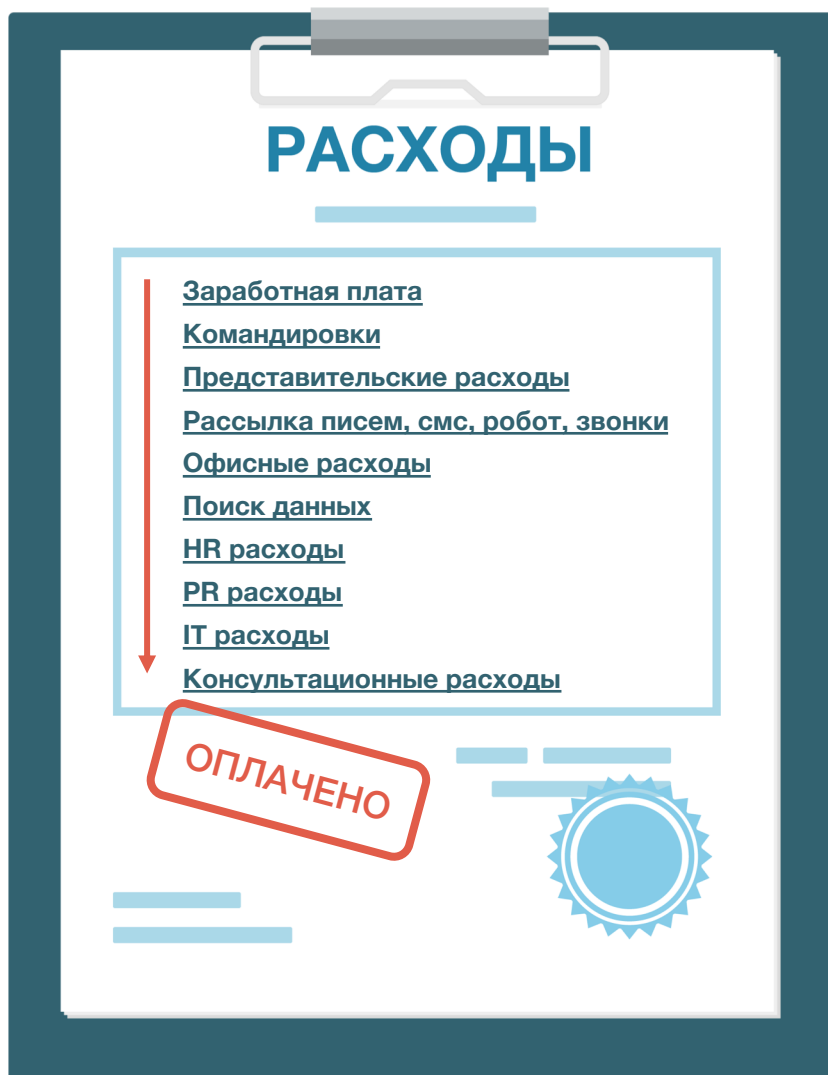 РАСХОДЫ
Заработная плата
Командировки
Представительские расходы
Рассылка писем, смс, робот, звонки
Офисные расходы
Поиск данных
HR расходы
PR расходы
IT расходы
Консультационные расходы
ОПЛАЧЕНО